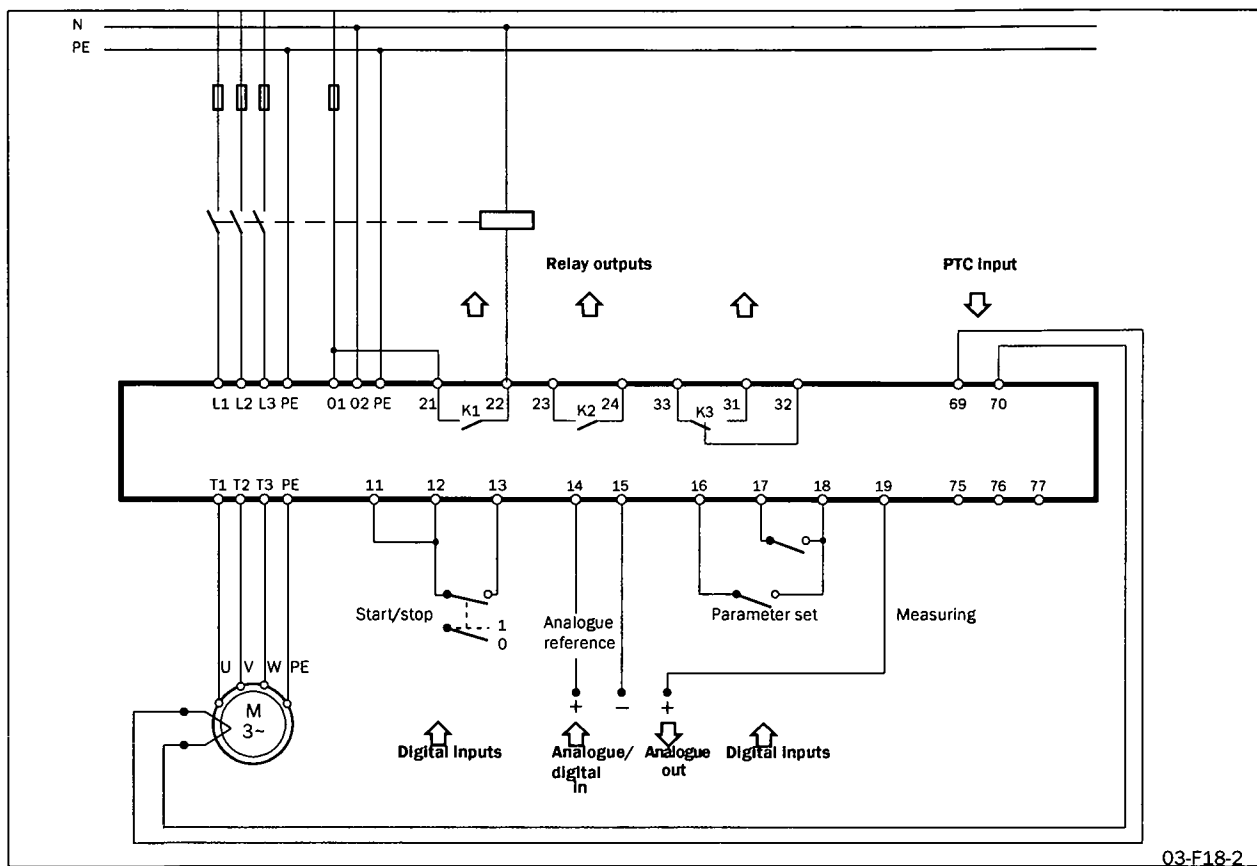 N
PE
Relay outputs
PTC input
L1 L2 L3 PE 01 02 PE 21 K1 22 23 K2 24 33 K3 31 32 69 70
T1 T2 T3 PE 11 12 13 14 15 16 17 18 19 75 76 77
Start/stop
1
0
Analogue
reference
Parameter set
Measuring
U V W PE
M
3~
+ − +
Digital inputs
Analogue/
digital
in
Analogue
out
Digital inputs
03-F18-2